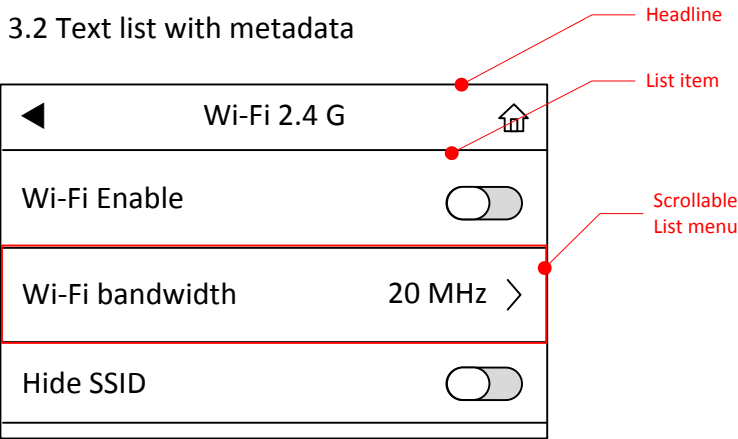 3.2 Text list with metadata
Headline
List item
Wi-Fi 2.4 G
Wi-Fi Enable
Scrollable
List menu
Wi-Fi bandwidth 20 MHz
Hide SSID